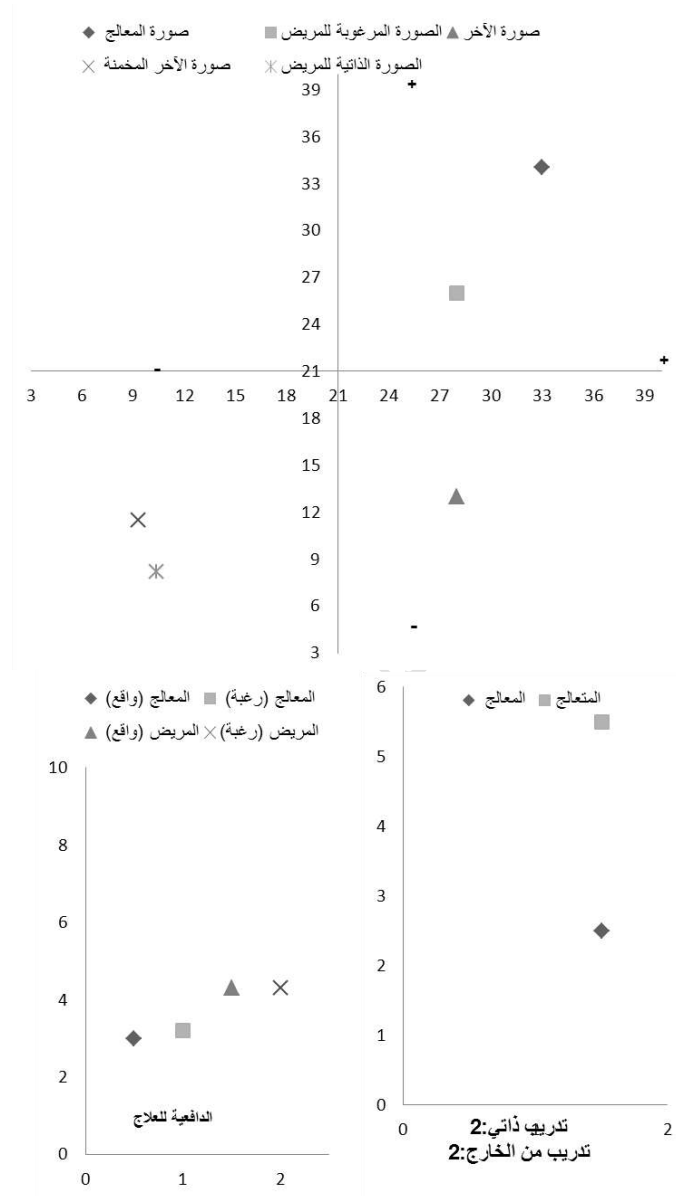 صورة المعالج الصورة المرغوبة للمريض صورة الآخر
صورة الآخر المخمنة الصورة الذاتية للمريض
39 +
36
33
30
27
24
- 21 +
3 6 9 12 15 18 21 24 27 30 33 36 39
18
15
12
9
6
-
3
المعالج (واقع) المعالج (رغبة)
المريض (واقع) المريض (رغبة)
10
8
6
4
2
الدافعية للعلاج
0
0 1 2
المعالج المتعالج
6
5
4
3
2
1
0
0 2
تدريب ذاتي:2
تدريب من الخارج:2